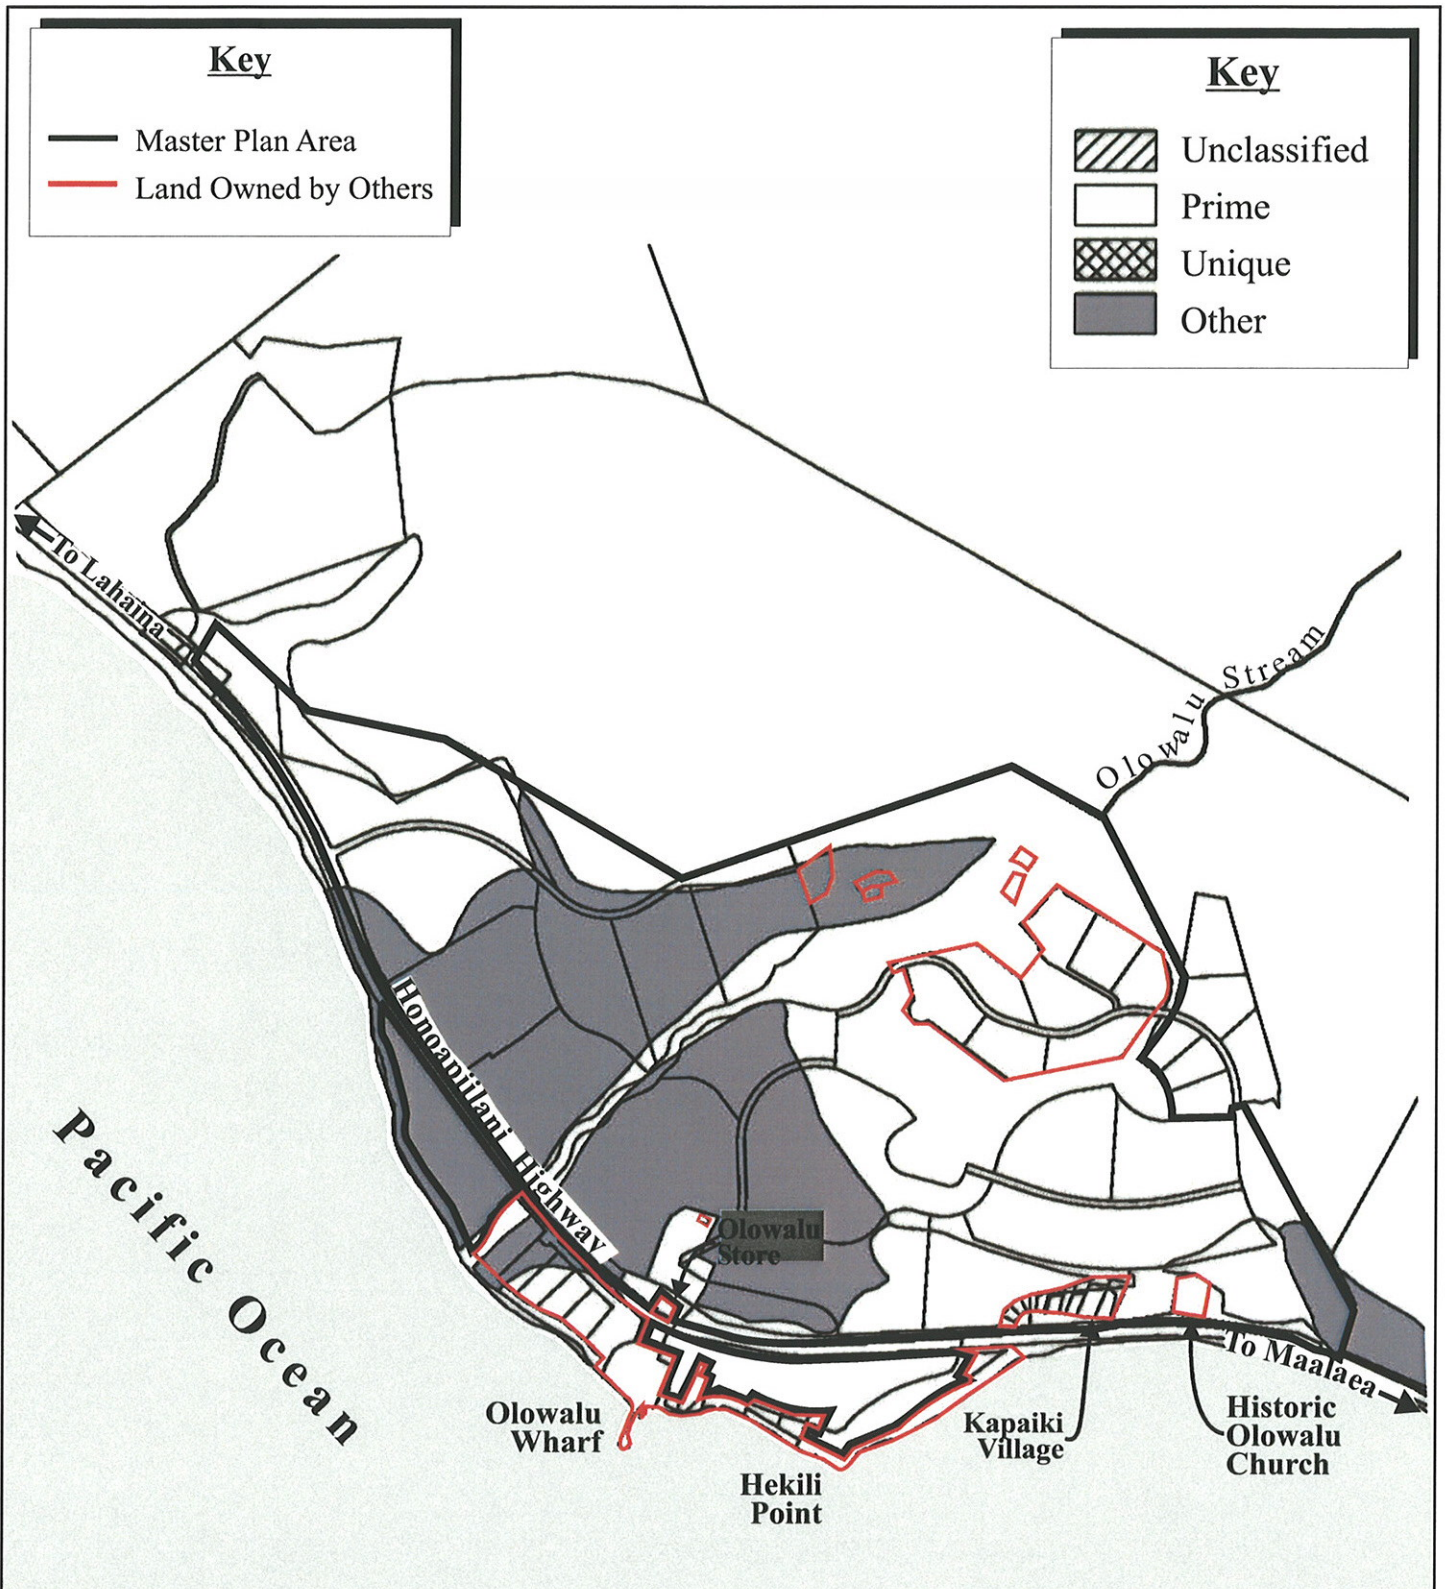 Key
Master Plan Area
Land Owned by Others
Key
Unclassified
Prime
Unique
Other
To Lahaina
Olowalu Stream
Honoapiilani Highway
Pacific Ocean
Olowalu
Store
To Maalaea
Olowalu
Wharf
Hekili
Point
Kapaiki
Village
Historic
Olowalu
Church